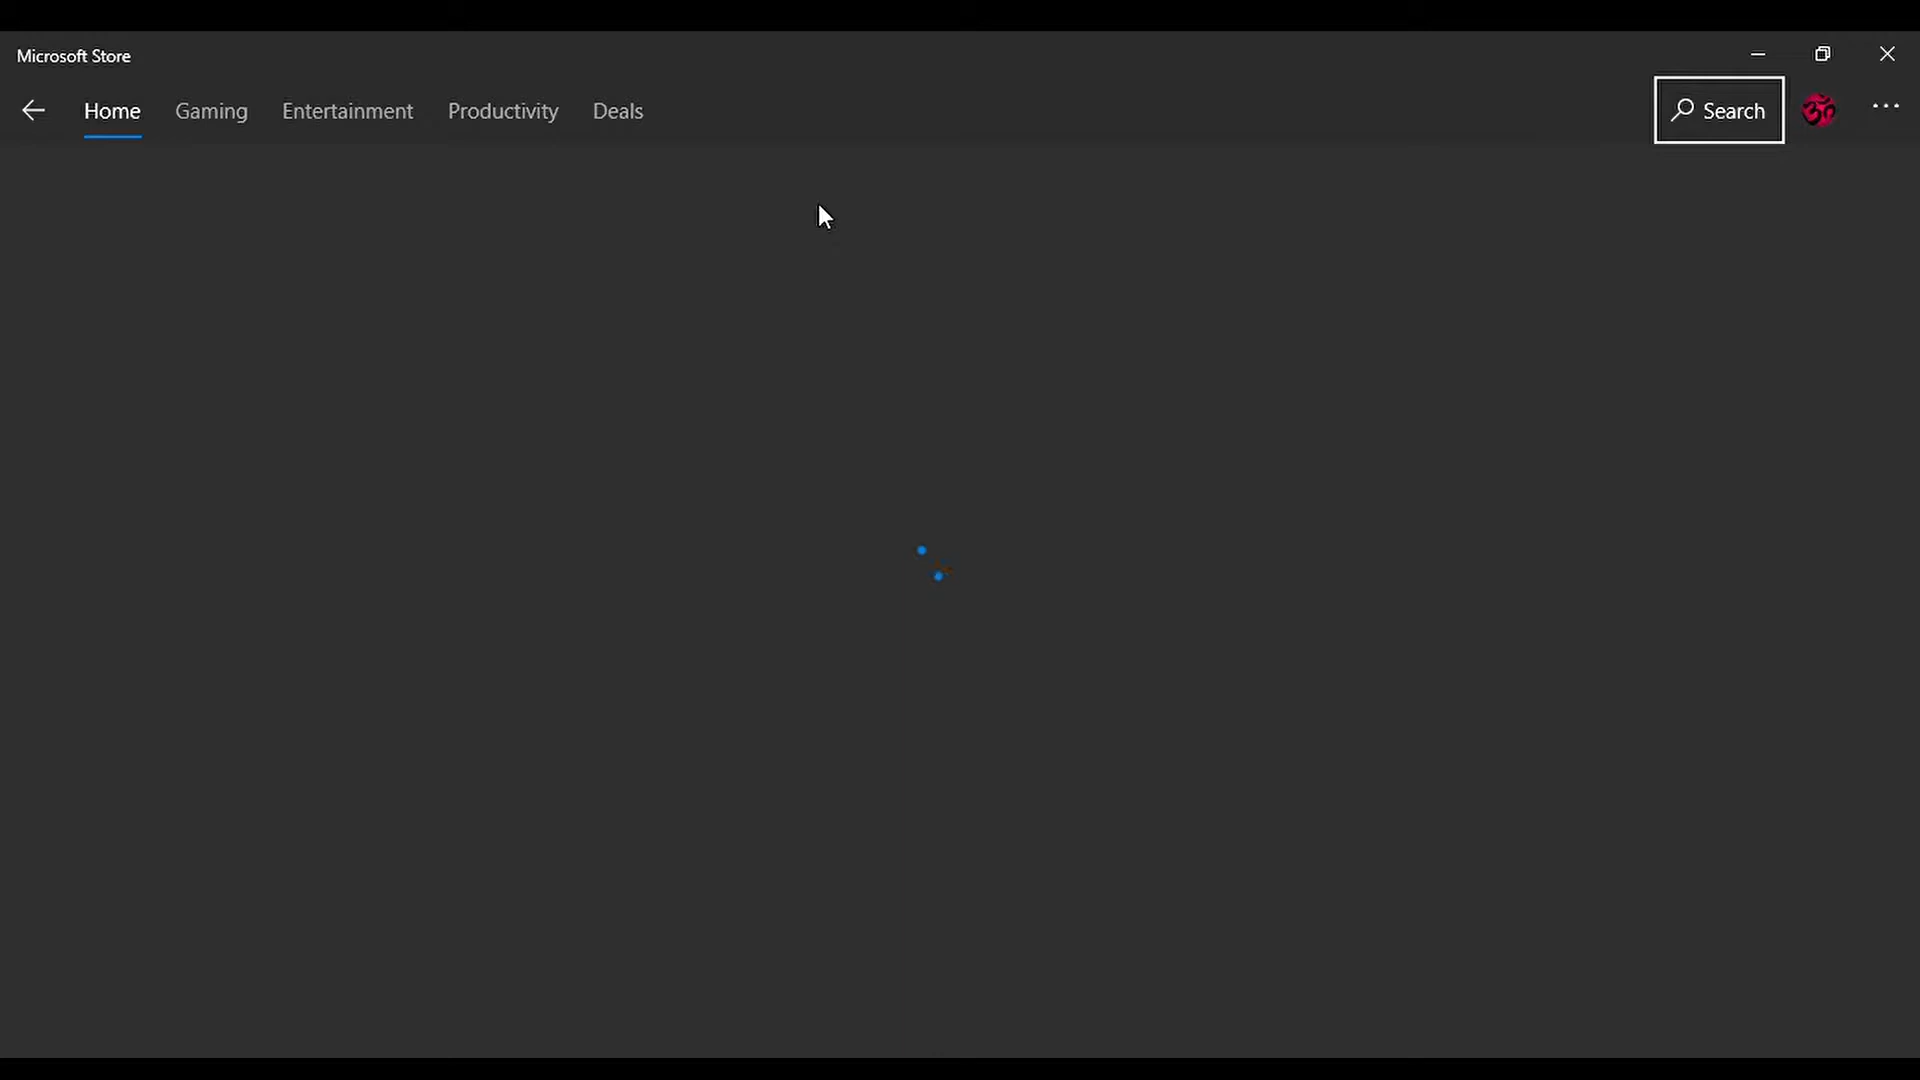 Microsoft Store
Home Gaming Entertainment Productivity Deals Search ॐ